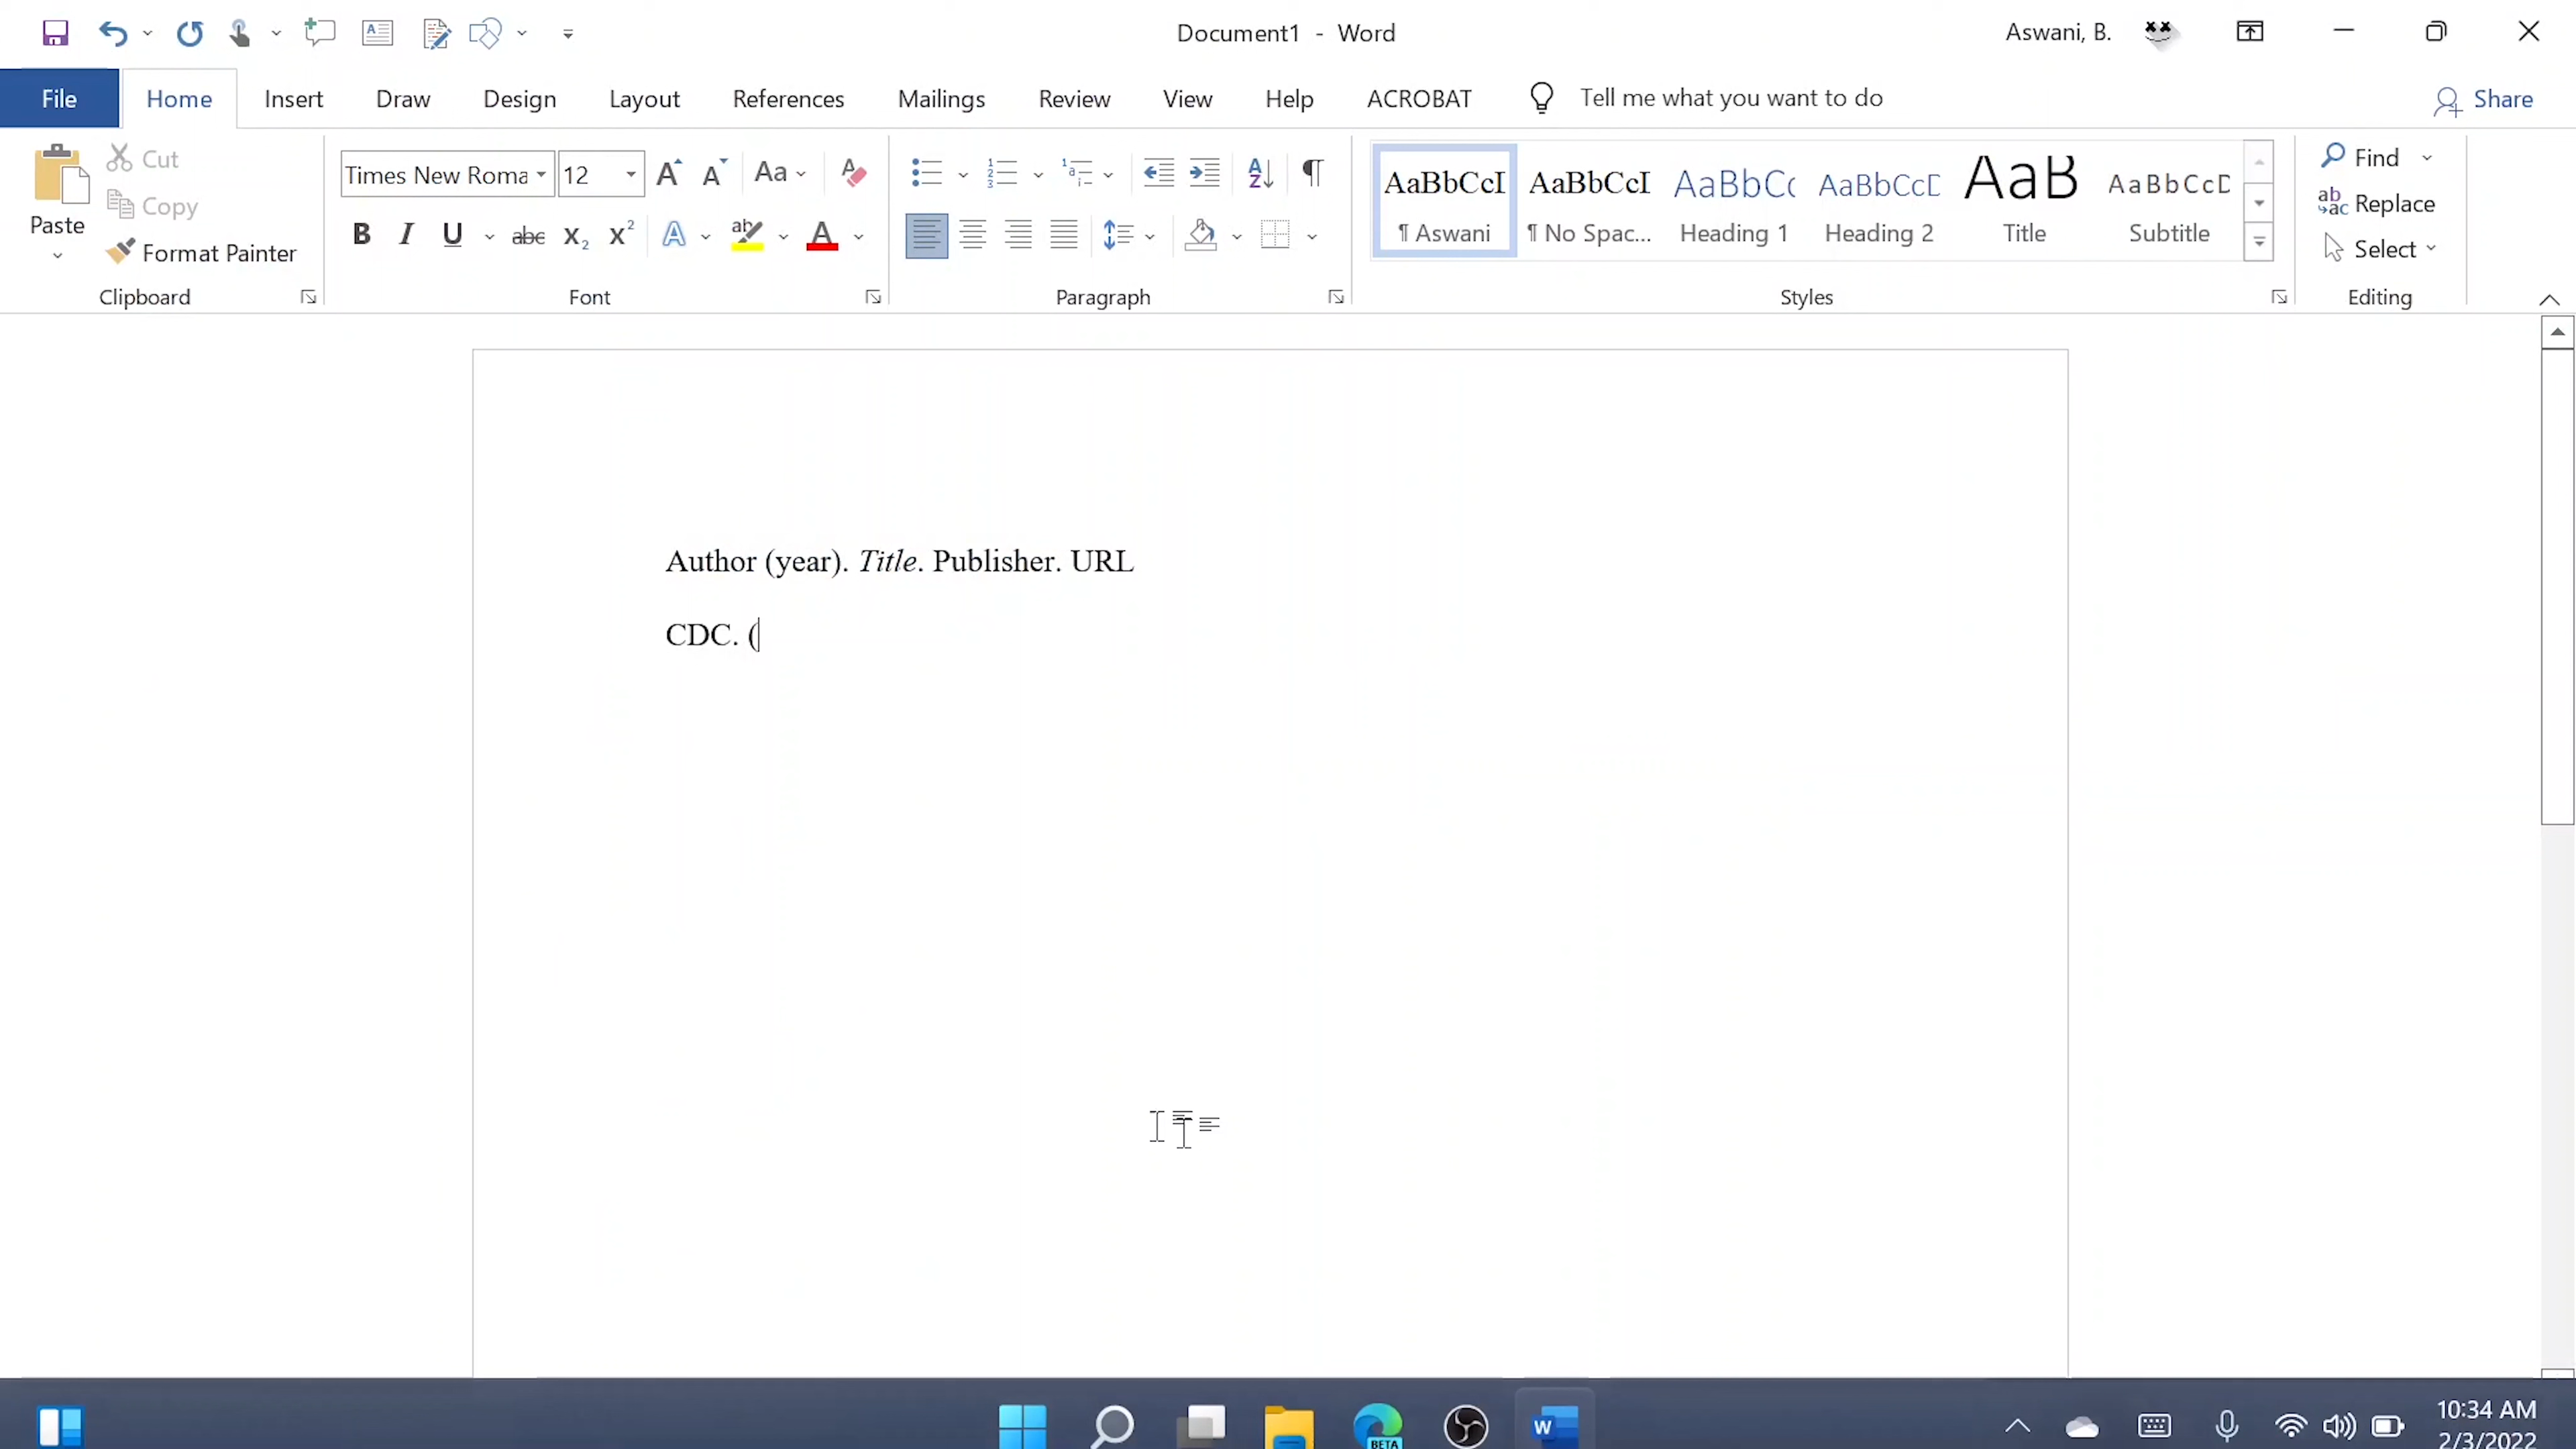 Document1 - Word
Aswani, B.
File Home Insert Draw Design Layout References Mailings Review View Help ACROBAT Tell me what you want to do Share
Paste
Cut
Copy
Format Painter
Clipboard
Times New Roma 12
Font
Paragraph
AaBbCcI AaBbCcI AaBbCc AaBbCcD AaB AaBbCcD
¶ Aswani ¶ No Spac... Heading 1 Heading 2 Title Subtitle
Styles
Find
Replace
Select
Editing
Author (year). Title. Publisher. URL
CDC. (
BETA
10:34 AM
2/3/2022